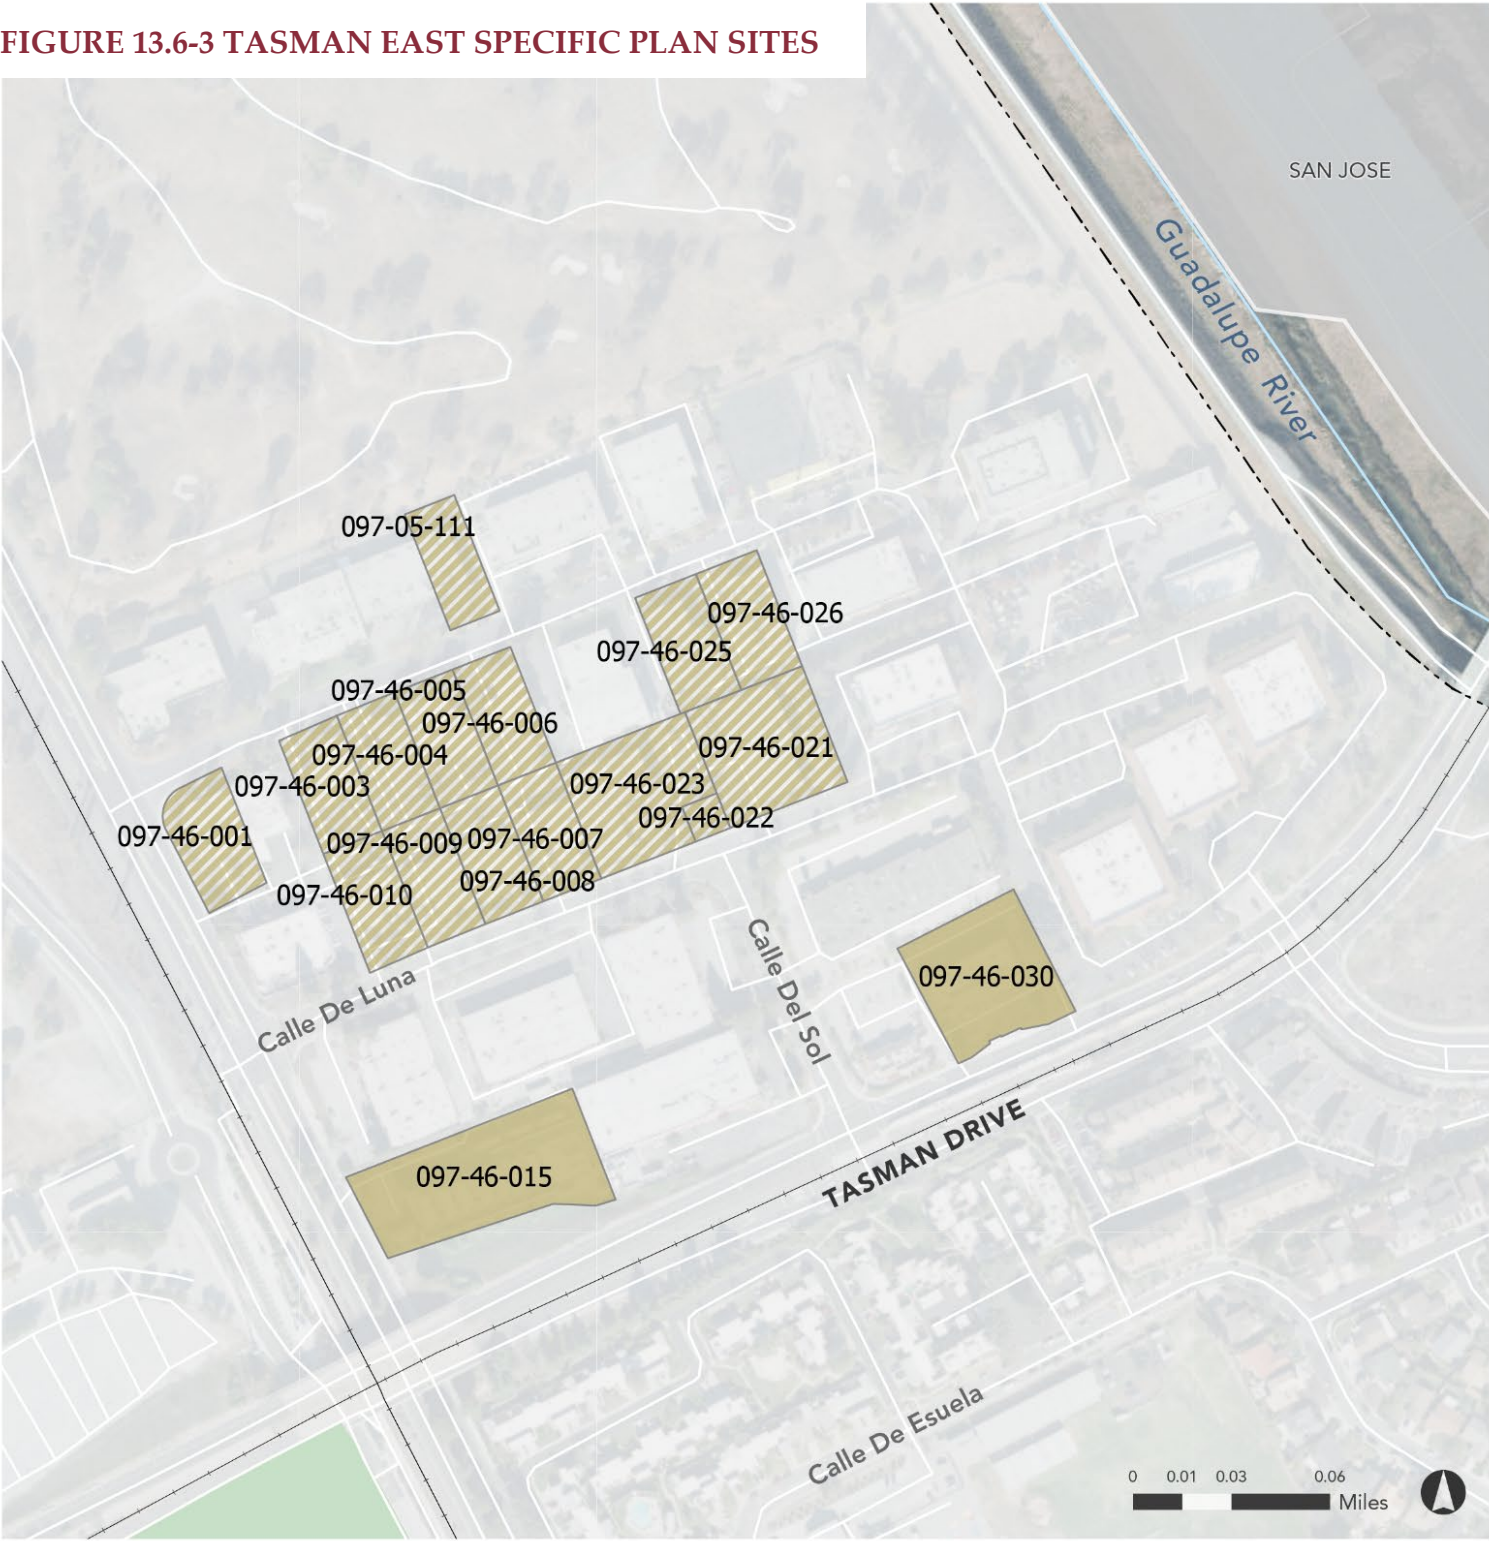 FIGURE 13.6-3 TASMAN EAST SPECIFIC PLAN SITES
SAN JOSE
Guadalupe River
097-05-111
097-46-026
097-46-025
097-46-005
097-46-006
097-46-004
097-46-021
097-46-003
097-46-023
097-46-022
097-46-001
097-46-009
097-46-007
097-46-008
097-46-010
Calle De Luna
Calle Del Sol
097-46-030
TASMAN DRIVE
097-46-015
Calle De Esuela
0 0.01 0.03 0.06
Miles